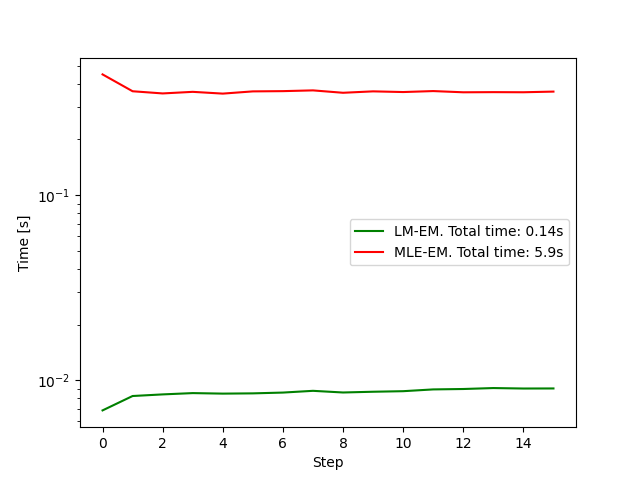 10⁻¹
10⁻²
Time [s]
LM-EM. Total time: 0.14s
MLE-EM. Total time: 5.9s
0 2 4 6 8 10 12 14
Step